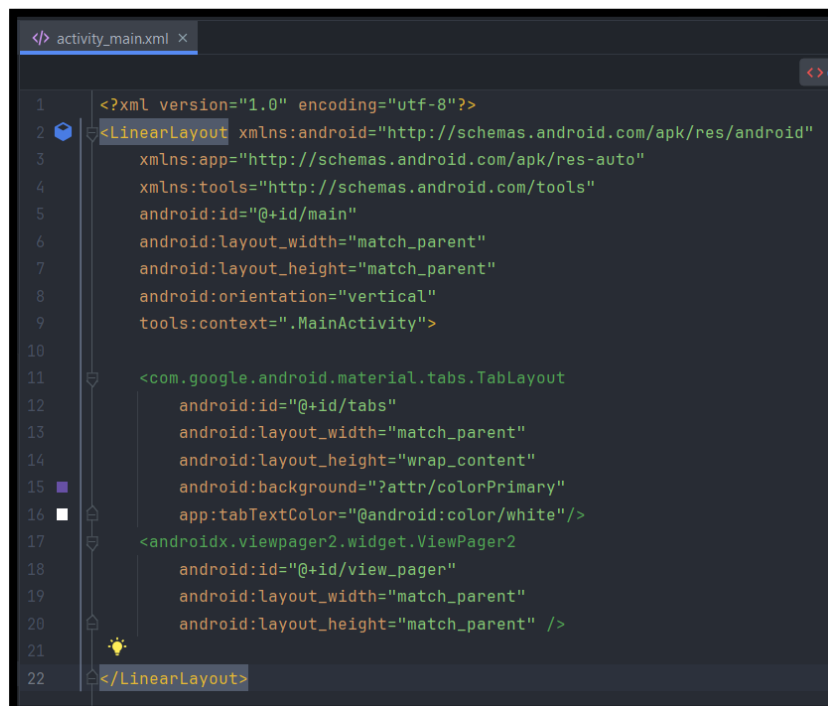 </> activity_main.xml ×
<>
1 <?xml version="1.0" encoding="utf-8"?>
2 <LinearLayout xmlns:android="http://schemas.android.com/apk/res/android"
3 xmlns:app="http://schemas.android.com/apk/res-auto"
4 xmlns:tools="http://schemas.android.com/tools"
5 android:id="@+id/main"
6 android:layout_width="match_parent"
7 android:layout_height="match_parent"
8 android:orientation="vertical"
9 tools:context=".MainActivity">
10
11 <com.google.android.material.tabs.TabLayout
12 android:id="@+id/tabs"
13 android:layout_width="match_parent"
14 android:layout_height="wrap_content"
15 android:background="?attr/colorPrimary"
16 app:tabTextColor="@android:color/white"/>
17 <androidx.viewpager2.widget.ViewPager2
18 android:id="@+id/view_pager"
19 android:layout_width="match_parent"
20 android:layout_height="match_parent" />
21
22 </LinearLayout>